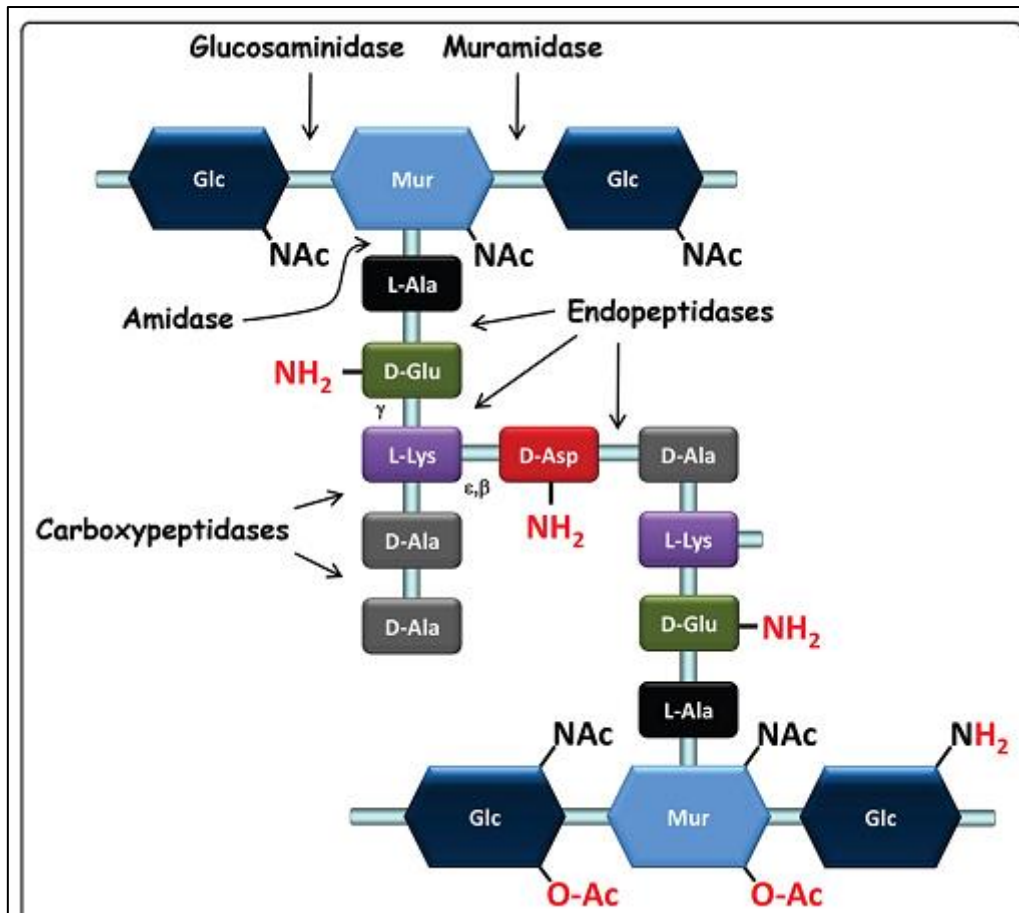 Glucosaminidase Muramidase
Glc Mur Glc
NAc NAc NAc
L-Ala
Amidase Endopeptidases
NH₂ D-Glu
γ
L-Lys D-Asp D-Ala
ε,β
NH₂
Carboxypeptidases
D-Ala L-Lys
D-Ala D-Glu NH₂
L-Ala
NAc NAc NH₂
Glc Mur Glc
O-Ac O-Ac